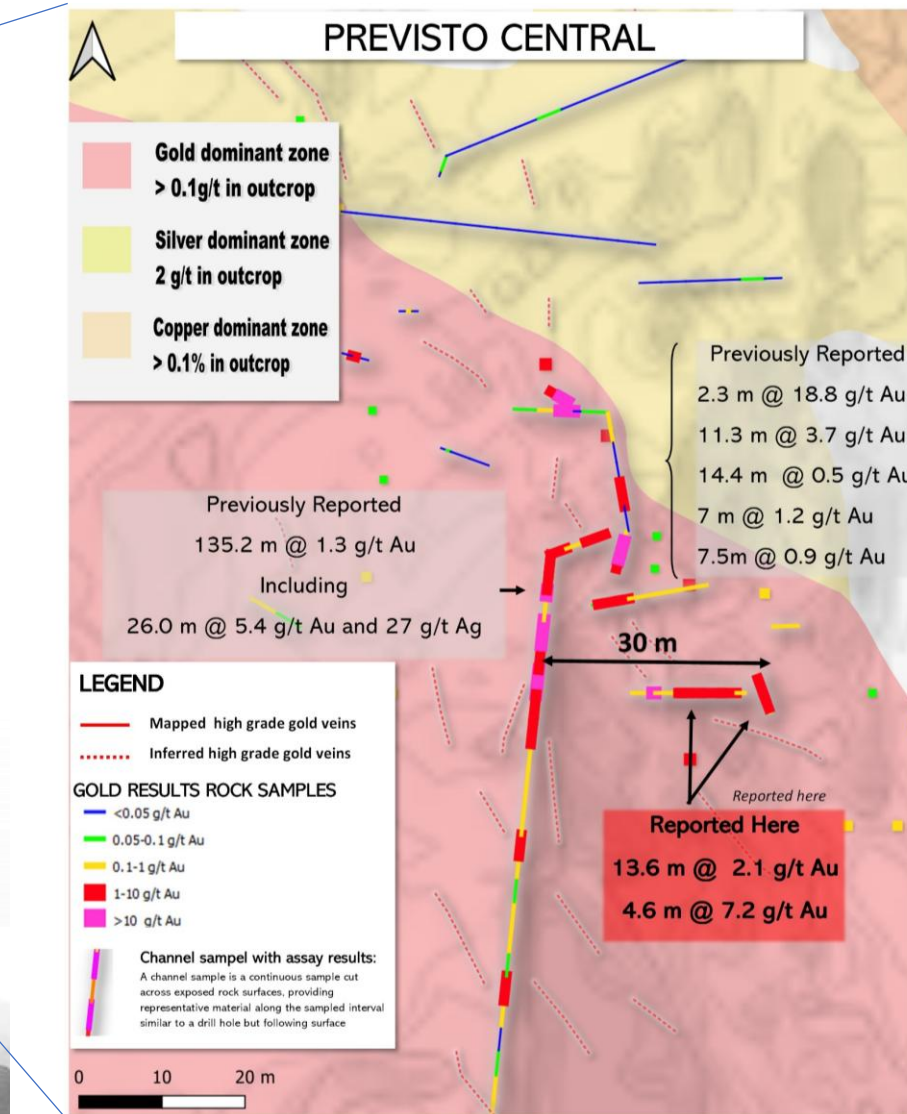 PREVISTO CENTRAL
Gold dominant zone
> 0.1g/t in outcrop
Silver dominant zone
2 g/t in outcrop
Copper dominant zone
> 0.1% in outcrop
Previously Reported
2.3 m @ 18.8 g/t Au
11.3 m @ 3.7 g/t Au
14.4 m @ 0.5 g/t Au
7 m @ 1.2 g/t Au
7.5m @ 0.9 g/t Au
Previously Reported
135.2 m @ 1.3 g/t Au
Including
26.0 m @ 5.4 g/t Au and 27 g/t Ag
30 m
Reported here
Reported Here
13.6 m @ 2.1 g/t Au
4.6 m @ 7.2 g/t Au
LEGEND
Mapped high grade gold veins
Inferred high grade gold veins
GOLD RESULTS ROCK SAMPLES
<0.05 g/t Au
0.05-0.1 g/t Au
0.1-1 g/t Au
1-10 g/t Au
>10 g/t Au
Channel sampel with assay results:
A channel sample is a continuous sample cut
across exposed rock surfaces, providing
representative material along the sampled interval
similar to a drill hole but following surface
0 10 20 m